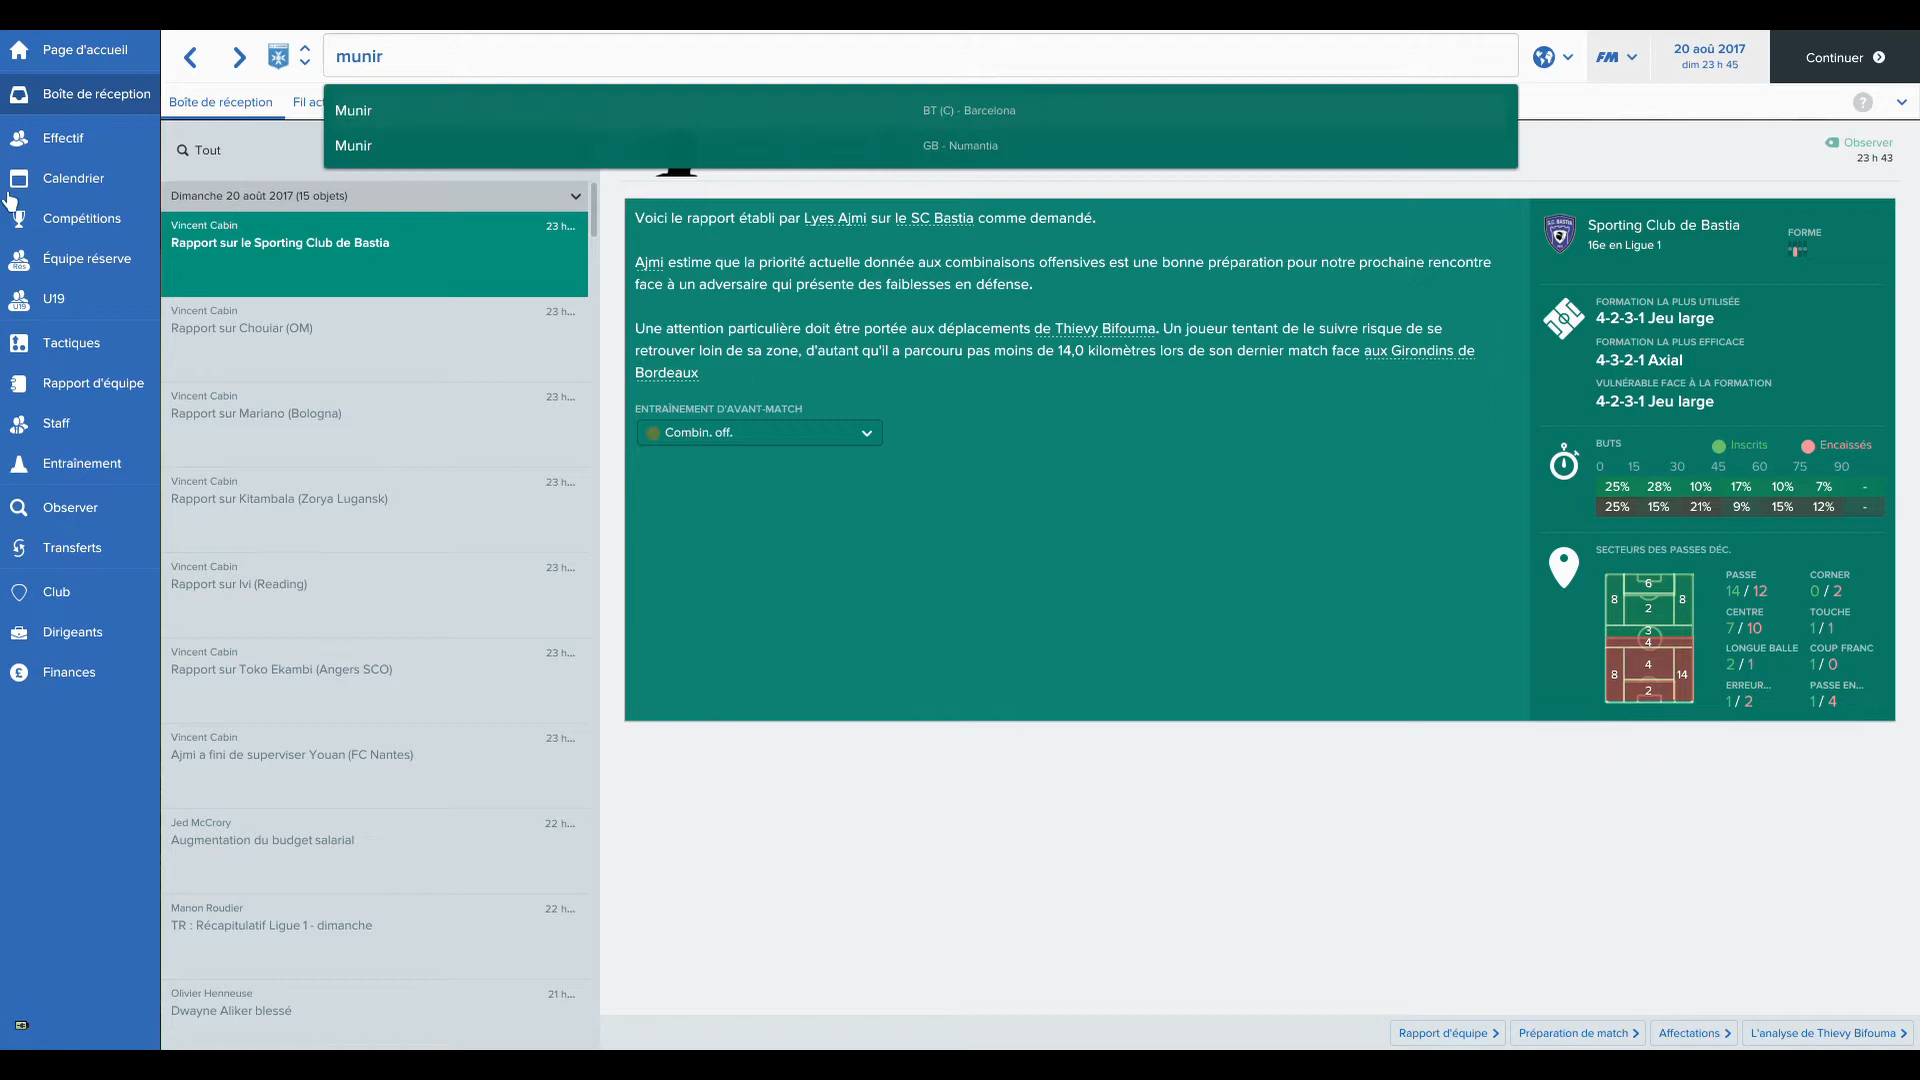 Page d'accueil
Boîte de réception
Effectif
Calendrier
Compétitions
Équipe réserve
U19
Tactiques
Rapport d'équipe
Staff
Entraînement
Observer
Transferts
Club
Dirigeants
Finances
munir
FM
20 aoû 2017
dim 23 h 45
Continuer
Boîte de réception
Fil act
Munir BT (C) - Barcelona
Munir GB - Numantia
Tout
Dimanche 20 août 2017 (15 objets)
Vincent Cabin 23 h...
Rapport sur le Sporting Club de Bastia
Vincent Cabin 23 h...
Rapport sur Chouiar (OM)
Vincent Cabin 23 h...
Rapport sur Mariano (Bologna)
Vincent Cabin 23 h...
Rapport sur Kitambala (Zorya Lugansk)
Vincent Cabin 23 h...
Rapport sur Ivi (Reading)
Vincent Cabin 23 h...
Rapport sur Toko Ekambi (Angers SCO)
Vincent Cabin 23 h...
Ajmi a fini de superviser Youan (FC Nantes)
Jed McCrory 22 h...
Augmentation du budget salarial
Manon Roudier 22 h...
TR : Récapitulatif Ligue 1 - dimanche
Olivier Henneuse 21 h...
Dwayne Aliker blessé
Observer
23 h 43
Voici le rapport établi par Lyes Ajmi sur le SC Bastia comme demandé.
Ajmi estime que la priorité actuelle donnée aux combinaisons offensives est une bonne préparation pour notre prochaine rencontre
face à un adversaire qui présente des faiblesses en défense.
Une attention particulière doit être portée aux déplacements de Thievy Bifouma. Un joueur tentant de le suivre risque de se
retrouver loin de sa zone, d'autant qu'il a parcouru pas moins de 14,0 kilomètres lors de son dernier match face aux Girondins de
Bordeaux
ENTRAÎNEMENT D'AVANT-MATCH
Combin. off.
Sporting Club de Bastia
16e en Ligue 1
FORME
FORMATION LA PLUS UTILISÉE
4-2-3-1 Jeu large
FORMATION LA PLUS EFFICACE
4-3-2-1 Axial
VULNÉRABLE FACE À LA FORMATION
4-2-3-1 Jeu large
BUTS Inscrits Encaissés
0 15 30 45 60 75 90
25% 28% 10% 17% 10% 7% -
25% 15% 21% 9% 15% 12% -
SECTEURS DES PASSES DÉC.
6
8 2 8
3
4
8 4 14
2
PASSE CORNER
14 / 12 0 / 2
CENTRE TOUCHE
7 / 10 1 / 1
LONGUE BALLE COUP FRANC
2 / 1 1 / 0
ERREUR... PASSE EN...
1 / 2 1 / 4
Rapport d'équipe
Préparation de match
Affectations
L'analyse de Thievy Bifouma